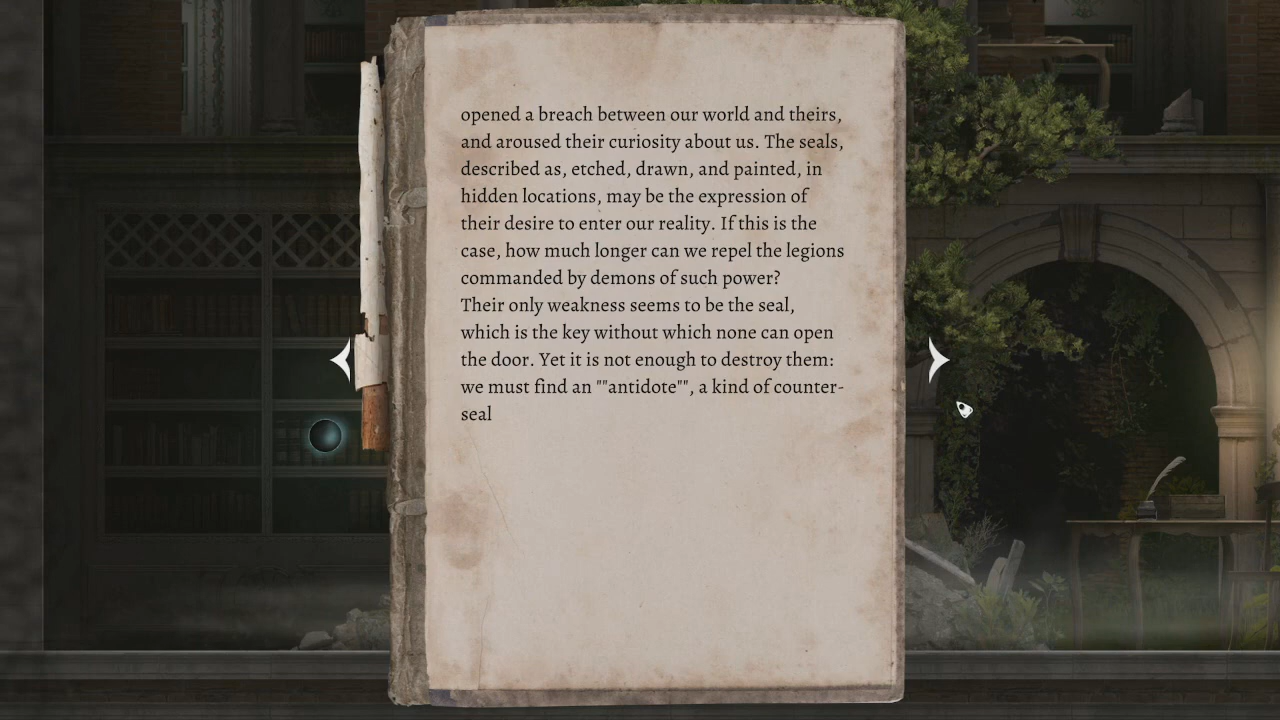 opened a breach between our world and theirs,
and aroused their curiosity about us. The seals,
described as, etched, drawn, and painted, in
hidden locations, may be the expression of
their desire to enter our reality. If this is the
case, how much longer can we repel the legions
commanded by demons of such power?
Their only weakness seems to be the seal,
which is the key without which none can open
the door. Yet it is not enough to destroy them:
we must find an ""antidote"", a kind of counter-
seal